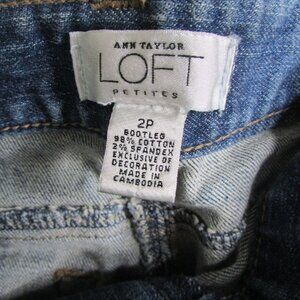 ANN TAYLOR
LOFT
PETITES
2P
BOOTLEG
98% COTTON
2% SPANDEX
EXCLUSIVE OF
DECORATION
MADE IN
CAMBODIA